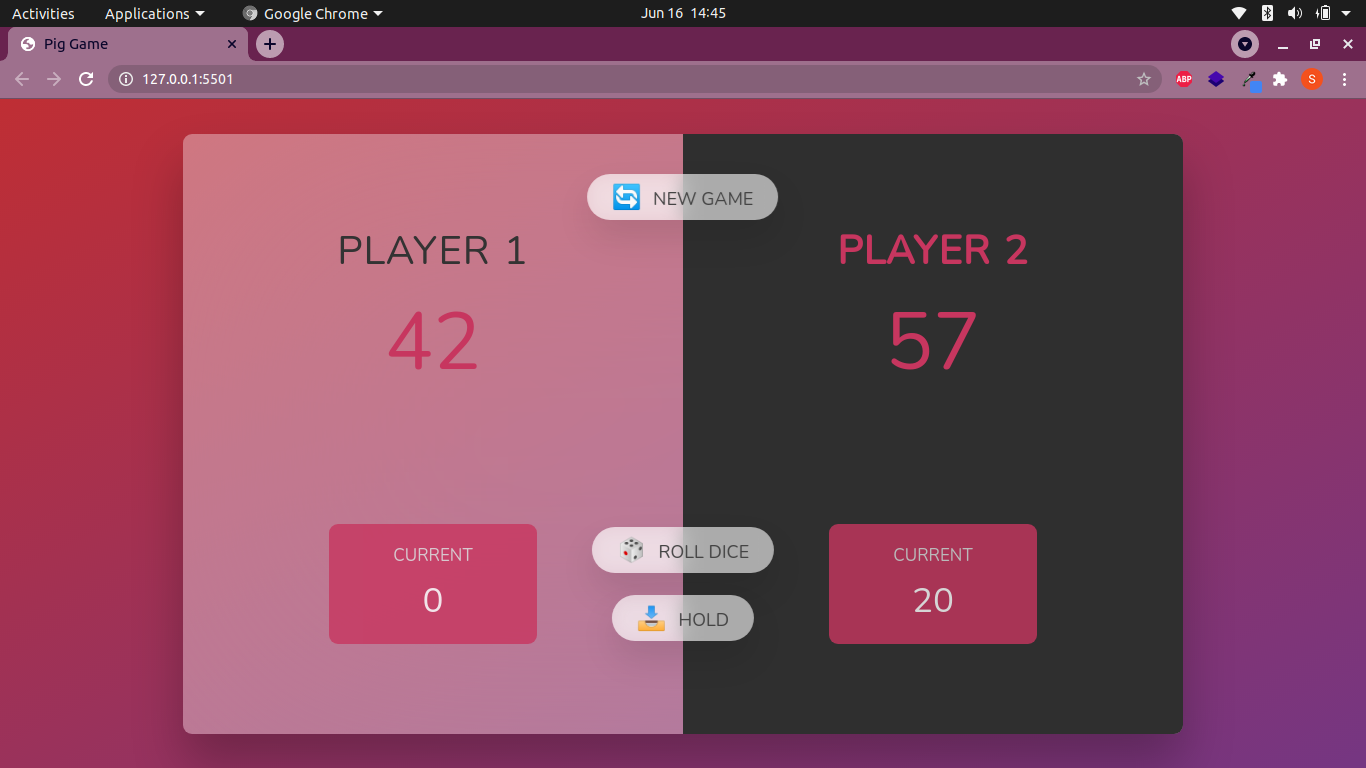 Activities Applications Google Chrome Jun 16 14:45
Pig Game
127.0.0.1:5501 ABP S
NEW GAME
PLAYER 1 PLAYER 2
42 57
CURRENT ROLL DICE CURRENT
0 HOLD 20